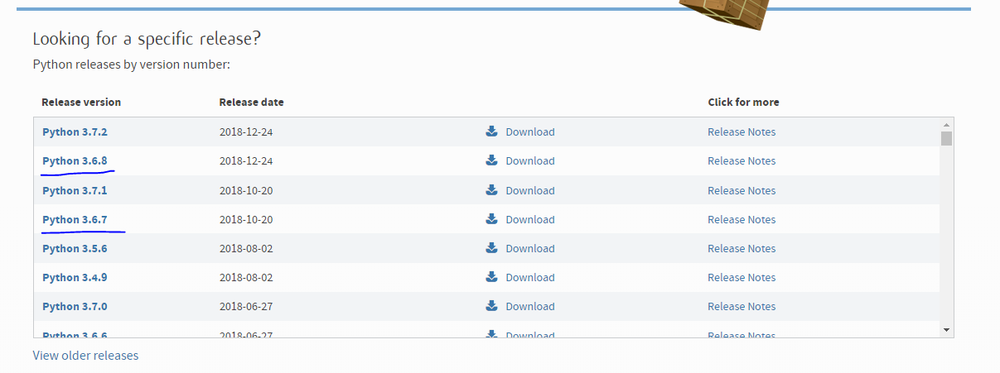 Looking for a specific release?
Python releases by version number:
Release version Release date Click for more
Python 3.7.2 2018-12-24 Download Release Notes
Python 3.6.8 2018-12-24 Download Release Notes
Python 3.7.1 2018-10-20 Download Release Notes
Python 3.6.7 2018-10-20 Download Release Notes
Python 3.5.6 2018-08-02 Download Release Notes
Python 3.4.9 2018-08-02 Download Release Notes
Python 3.7.0 2018-06-27 Download Release Notes
Python 3.6.6 2018-06-27 Download Release Notes
View older releases